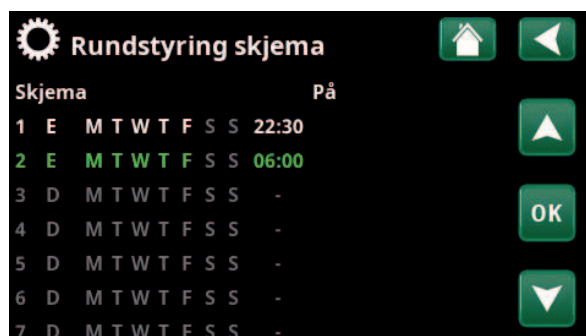 Rundstyring skjema
Skjema På
1 E M T W T F S S 22:30
2 E M T W T F S S 06:00
3 D M T W T F S S -
4 D M T W T F S S -
OK
5 D M T W T F S S -
6 D M T W T F S S -
7 D M T W T F S S -